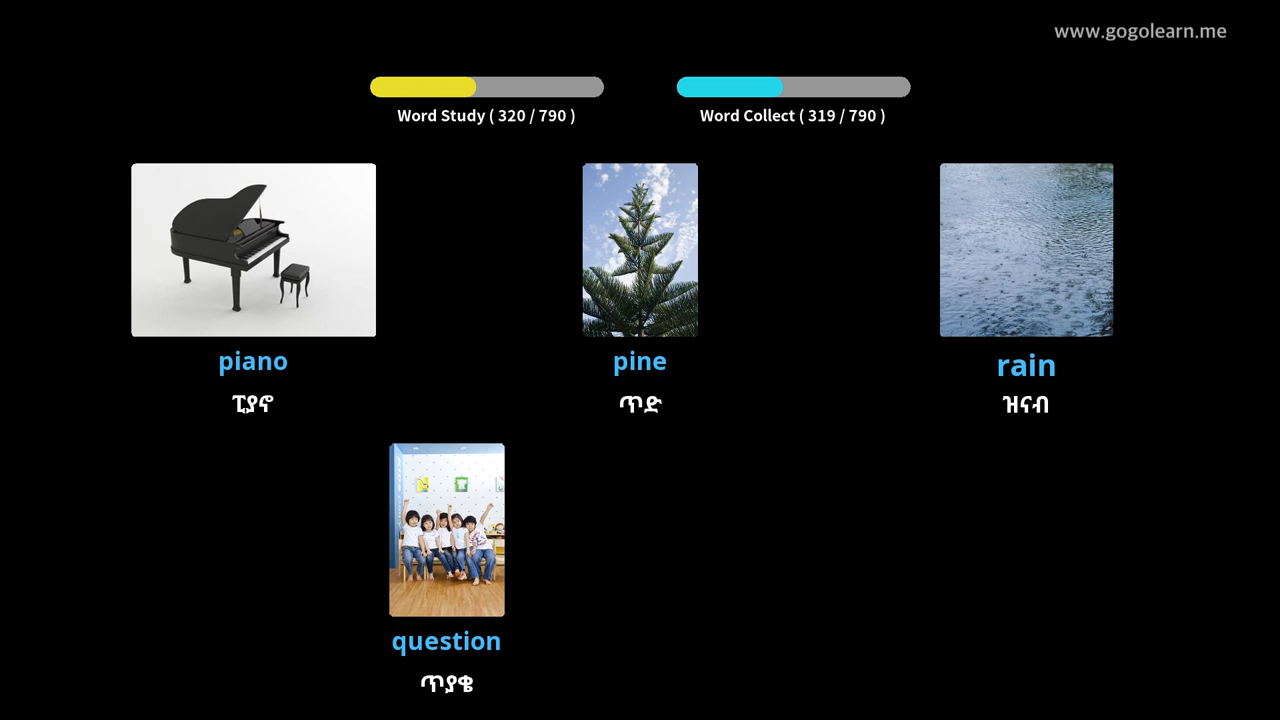 www.gogolearn.me
Word Study ( 320 / 790 )
Word Collect ( 319 / 790 )
piano
ፒያኖ
pine
ጥድ
rain
ዝናብ
question
ጥያቄ